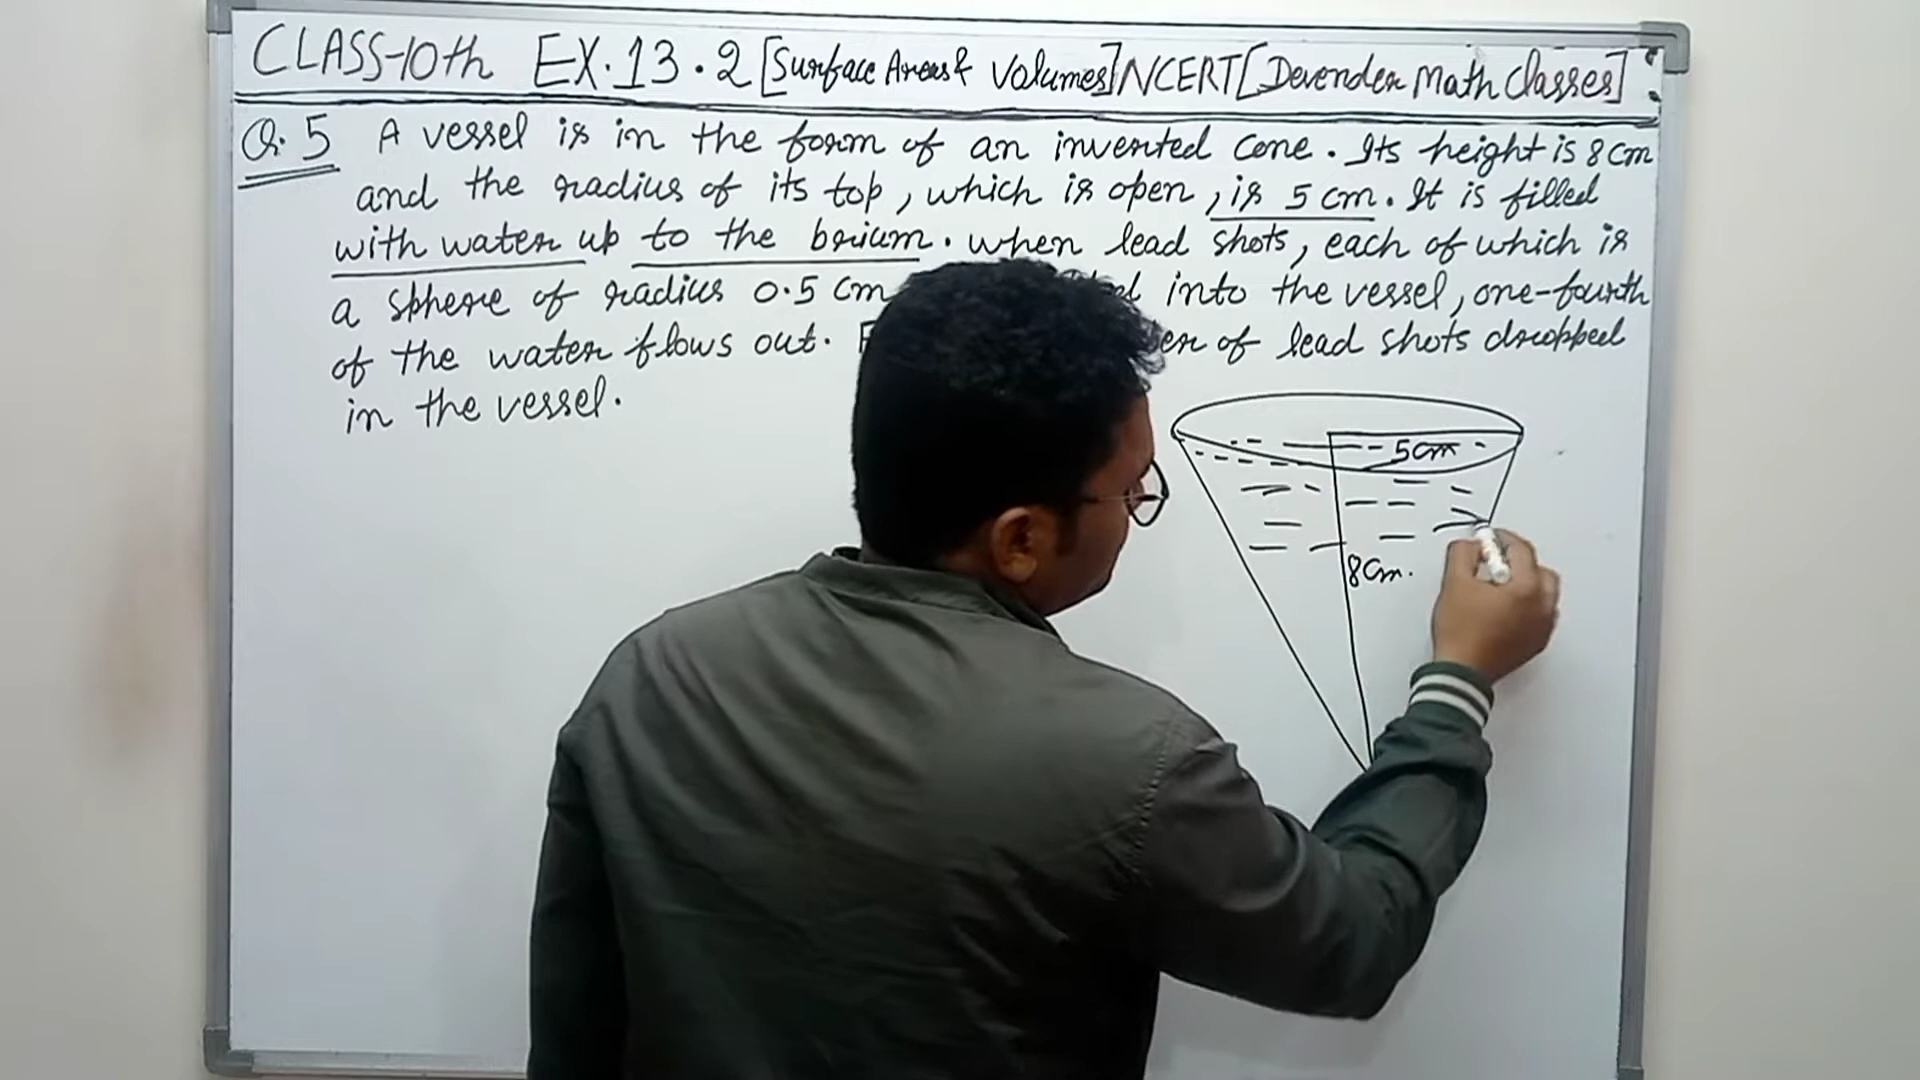 CLASS-10th EX.13.2 [Surface Areas & Volumes] NCERT [Devender Math Classes] :
Q.5 A vessel is in the form of an inverted cone. Its height is 8 cm
and the radius of its top, which is open, is 5 cm. It is filled
with water up to the brium. when lead shots, each of which is
a sphere of radius 0.5 cm into the vessel, one-fourth
of the water flows out. of lead shots dropped
in the vessel.
5cm
8cm.